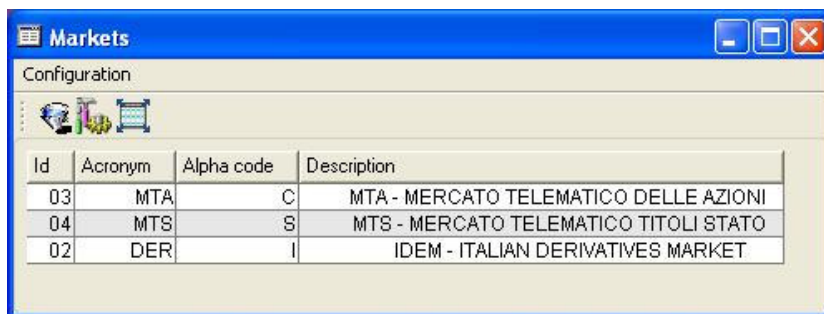 Markets
Configuration
Id Acronym Alpha code Description
03 MTA C MTA - MERCATO TELEMATICO DELLE AZIONI
04 MTS S MTS - MERCATO TELEMATICO TITOLI STATO
02 DER I IDEM - ITALIAN DERIVATIVES MARKET